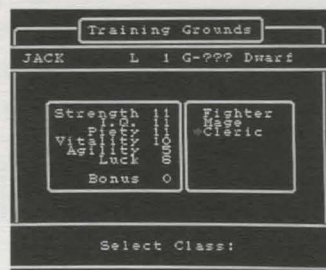 Training Grounds
JACK L 1 G-??? Dwarf
Strength 11
I.Q. 11
Piety 11
Vitality 10
Agility 5
Luck 6
Bonus 0
Fighter
Mage
Cleric
Select Class: